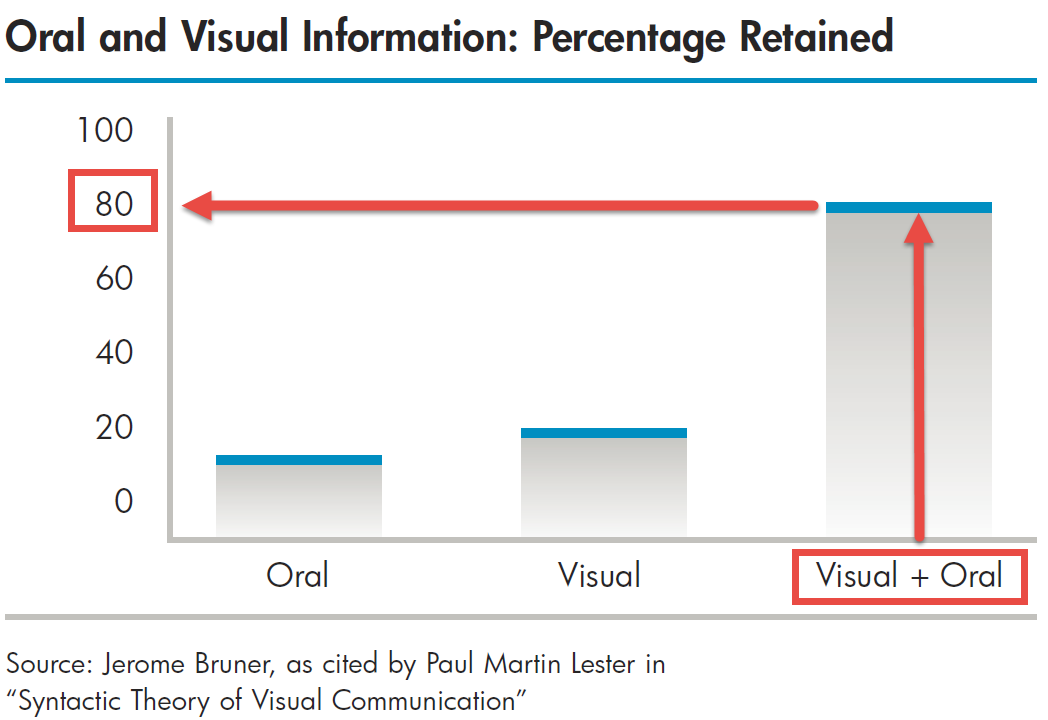 Oral and Visual Information: Percentage Retained
100
80
60
40
20
0
Oral
Visual
Visual + Oral
Source: Jerome Bruner, as cited by Paul Martin Lester in
“Syntactic Theory of Visual Communication”